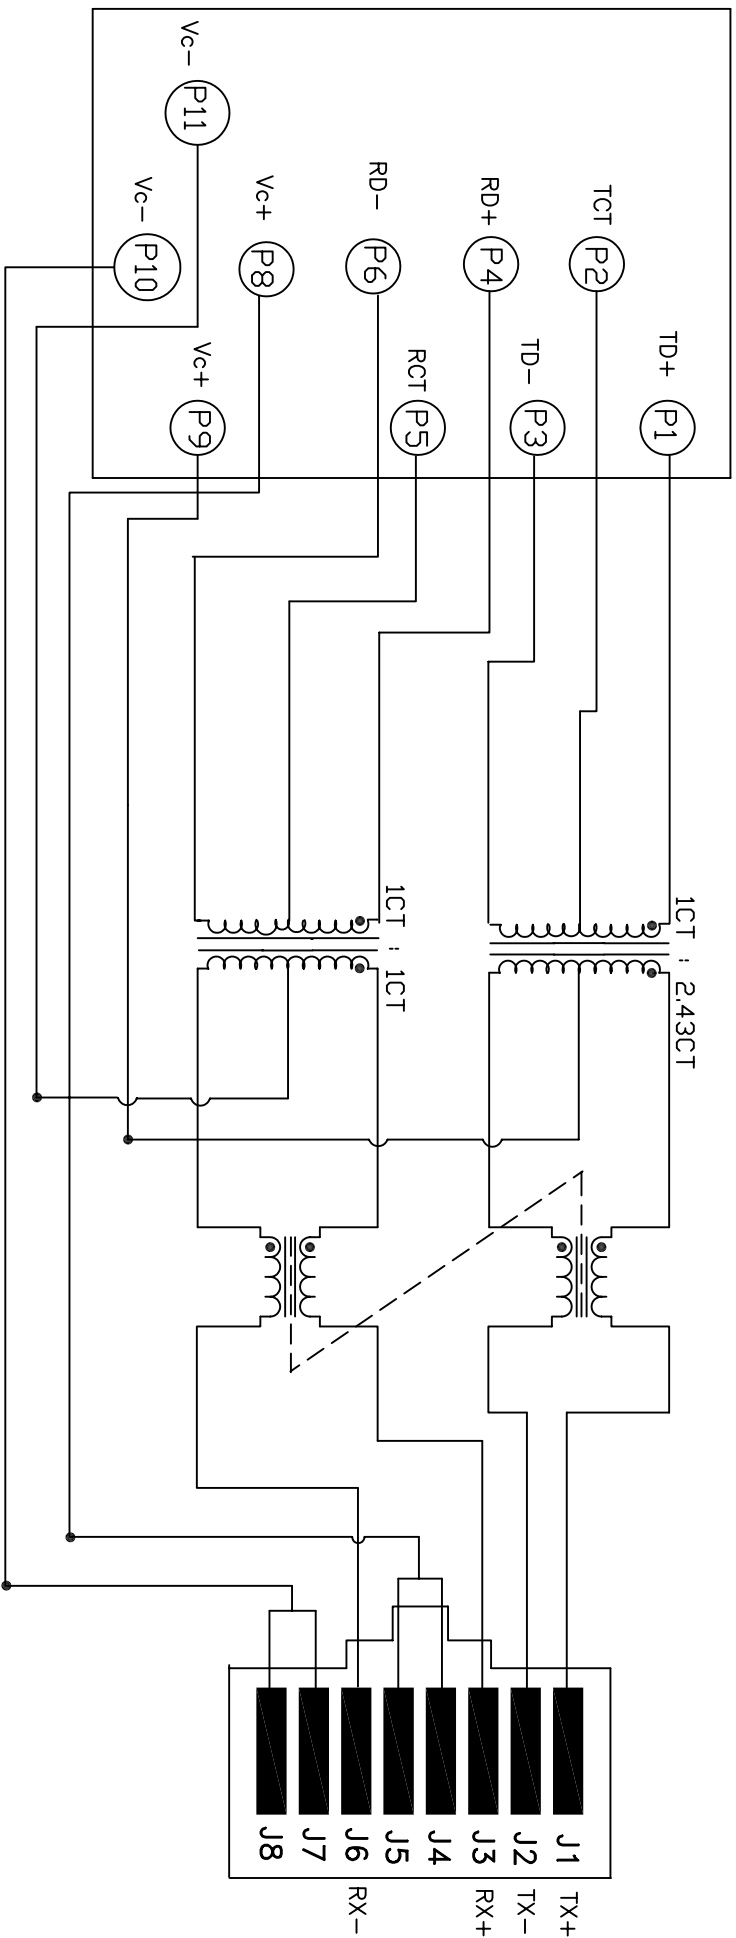 TD+
P1
TCT
P2
TD-
P3
RD+
P4
RCT
P5
RD-
P6
Vc+
P8
Vc+
P9
Vc-
P10
Vc-
P11
1CT : 2.43CT
1CT : 1CT
J1 TX+
J2 TX-
J3 RX+
J4
J5
J6 RX-
J7
J8